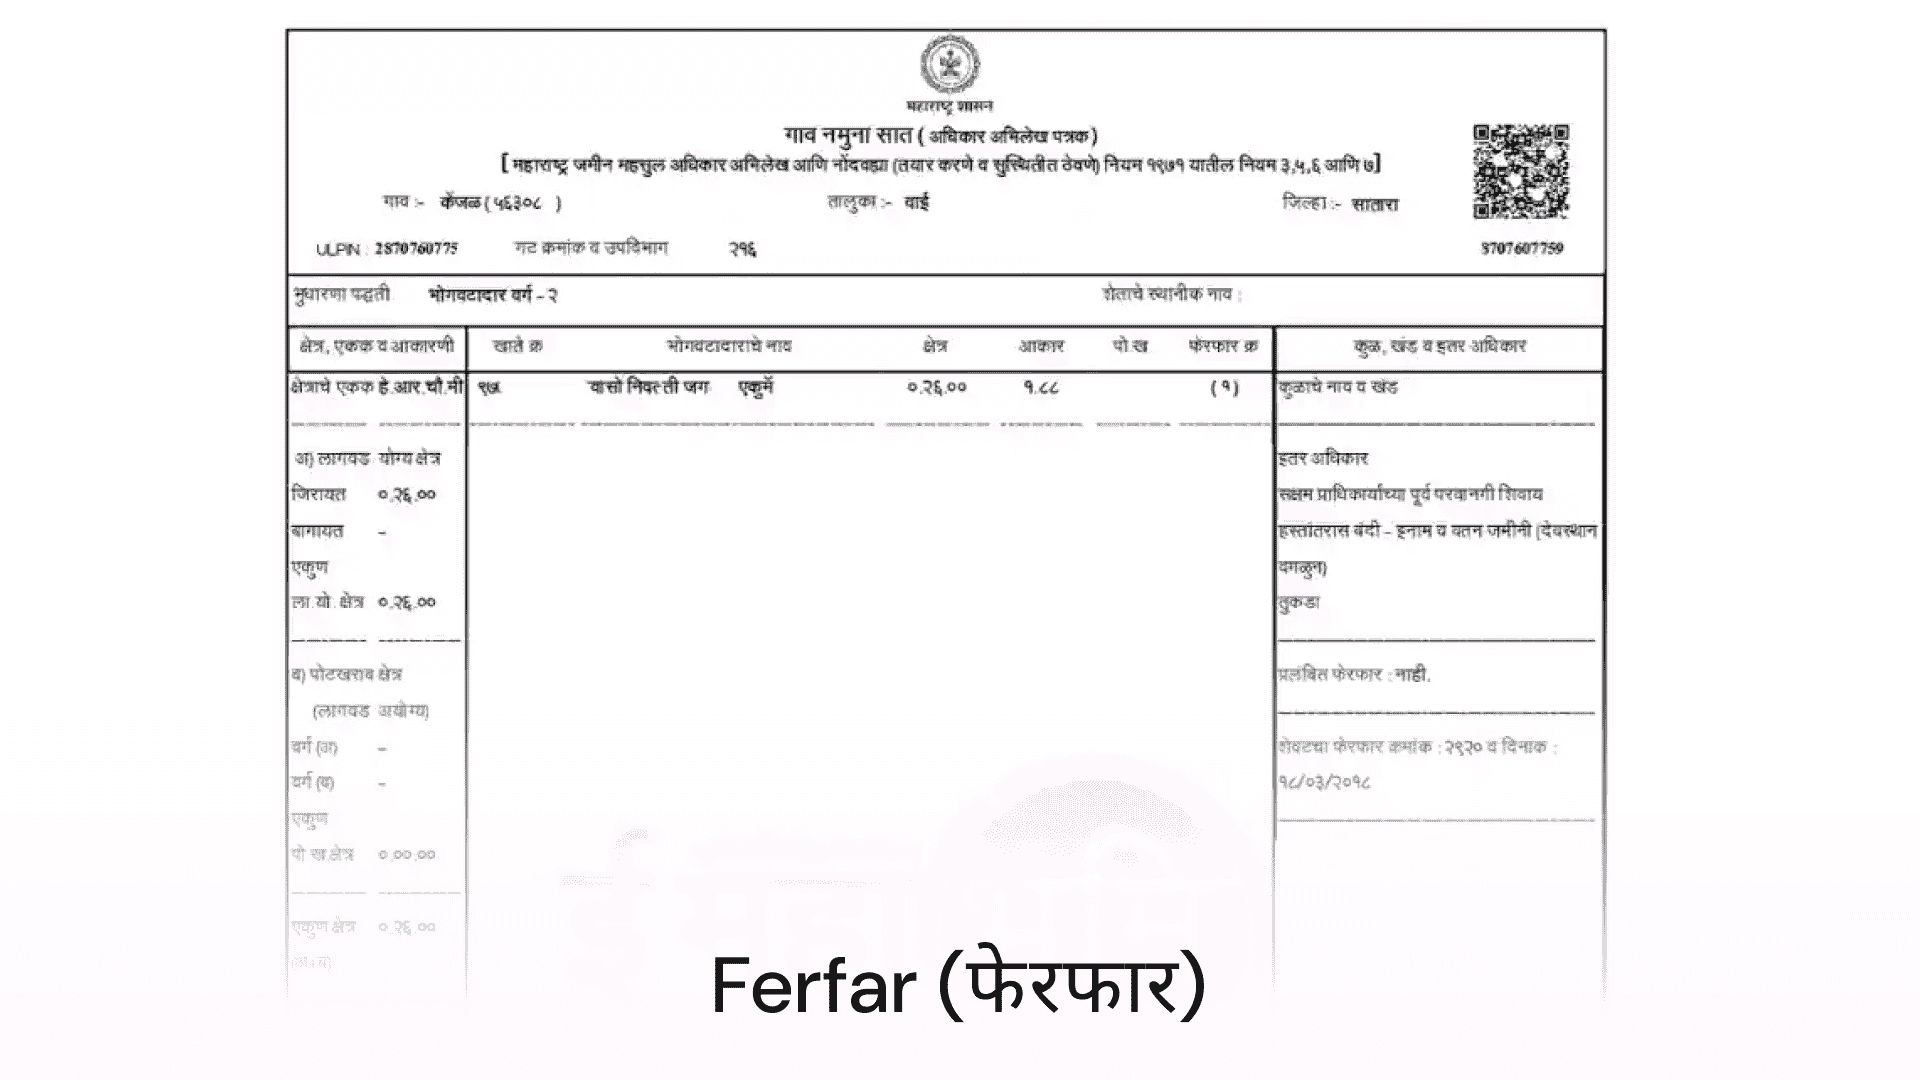 महाराष्ट्र शासन
गाव नमुना सात ( अधिकार अभिलेख पत्रक )
[ महाराष्ट्र जमीन महसुल अधिकार अभिलेख आणि नोंदवह्या (तयार करणे व सुस्थितीत ठेवणे) नियम १९७१ यातील नियम ३,५,६ आणि ७]
गाव :- केंजळ ( ५६३०८ ) तालुका :- वाई जिल्हा :- सातारा
ULPIN : 2870760775 गट क्रमांक व उपविभाग २१६ 8707607759
भुधारणा पद्धती भोगवटादार वर्ग - २ शेताचे स्थानीक नाव :
क्षेत्र, एकक व आकारणी खाते क्र भोगवटादाराचे नाव क्षेत्र आकार पो.ख फेरफार क्र कुळ, खंड व इतर अधिकार
क्षेत्राचे एकक हे.आर.चौ.मी जग ०.२६.०० १.८८ ( १ ) कुळाचे नाव व खंड
अ) लागवड योग्य क्षेत्र इतर अधिकार
जिरायत ०.२६.०० सक्षम प्राधिकार्याच्या पूर्व परवानगी शिवाय
बागायत - हस्तांतरास बंदी - इनाम व वतन जमीनी (देवस्थान
एकुण वगळुन)
ला.यो. क्षेत्र ०.२६.०० तुकडा
ब) पोटखराब क्षेत्र प्रलंबित फेरफार : नाही.
(लागवड अयोग्य)
वर्ग (अ) - शेवटचा फेरफार क्रमांक : २९२० व दिनांक :
वर्ग (ब) - १८/०३/२०१८
एकुण
पो ख क्षेत्र ०.००.००
एकुण क्षेत्र ०.२६.००
Ferfar (फेरफार)